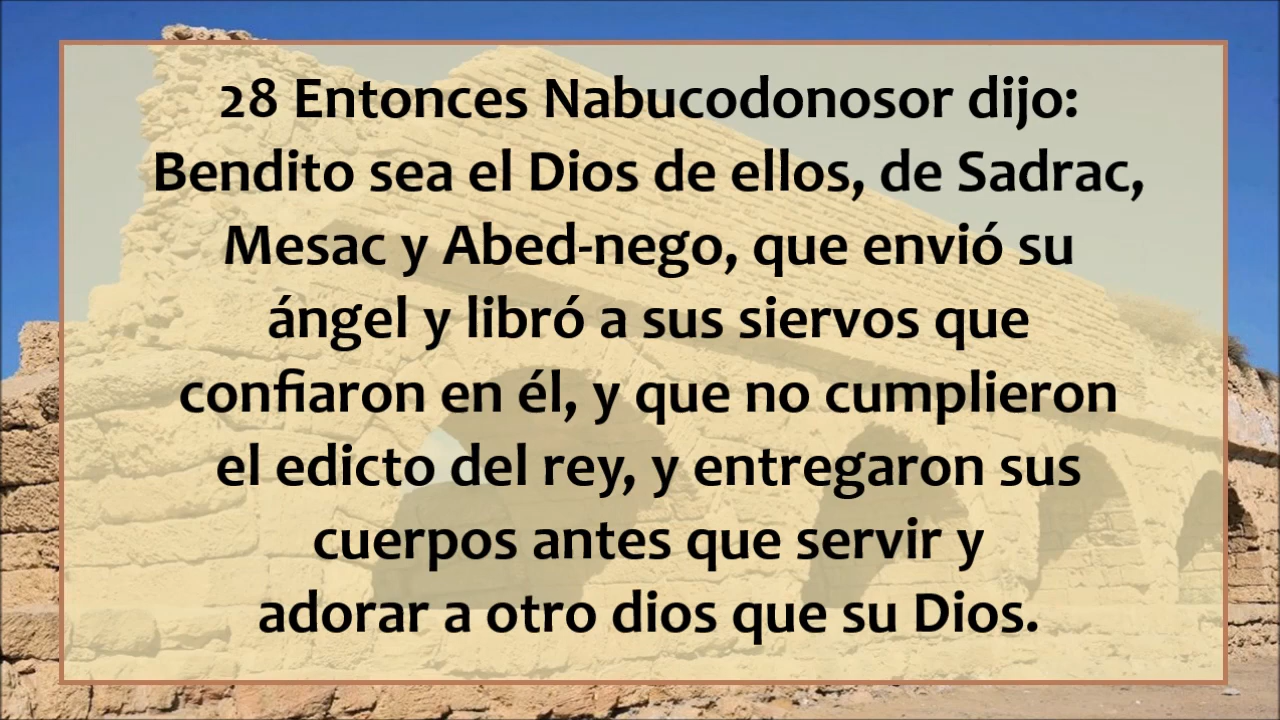 28 Entonces Nabucodonosor dijo:
Bendito sea el Dios de ellos, de Sadrac,
Mesac y Abed-nego, que envió su
ángel y libró a sus siervos que
confiaron en él, y que no cumplieron
el edicto del rey, y entregaron sus
cuerpos antes que servir y
adorar a otro dios que su Dios.